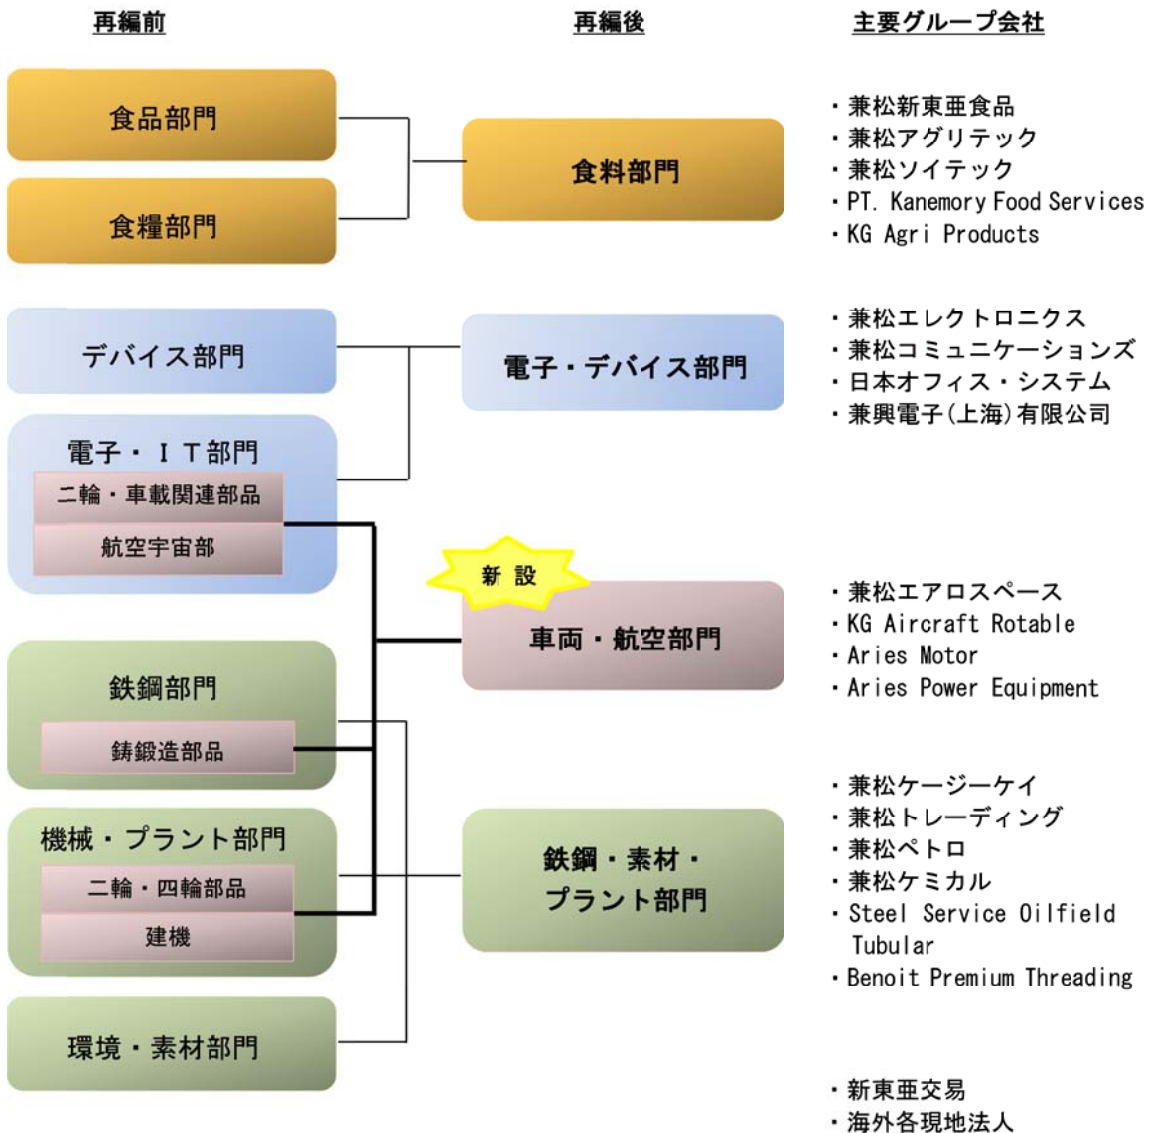 再編前
再編後
主要グループ会社
食品部門
食糧部門
食料部門
・兼松新東亜食品
・兼松アグリテック
・兼松ソイテック
・PT. Kanemory Food Services
・KG Agri Products
デバイス部門
電子・ＩＴ部門
二輪・車載関連部品
航空宇宙部
電子・デバイス部門
・兼松エレクトロニクス
・兼松コミュニケーションズ
・日本オフィス・システム
・兼興電子(上海)有限公司
新 設
車両・航空部門
・兼松エアロスペース
・KG Aircraft Rotable
・Aries Motor
・Aries Power Equipment
鉄鋼部門
鋳鍛造部品
機械・プラント部門
二輪・四輪部品
建機
環境・素材部門
鉄鋼・素材・
プラント部門
・兼松ケージーケイ
・兼松トレーディング
・兼松ペトロ
・兼松ケミカル
・Steel Service Oilfield
Tubular
・Benoit Premium Threading
・新東亜交易
・海外各現地法人